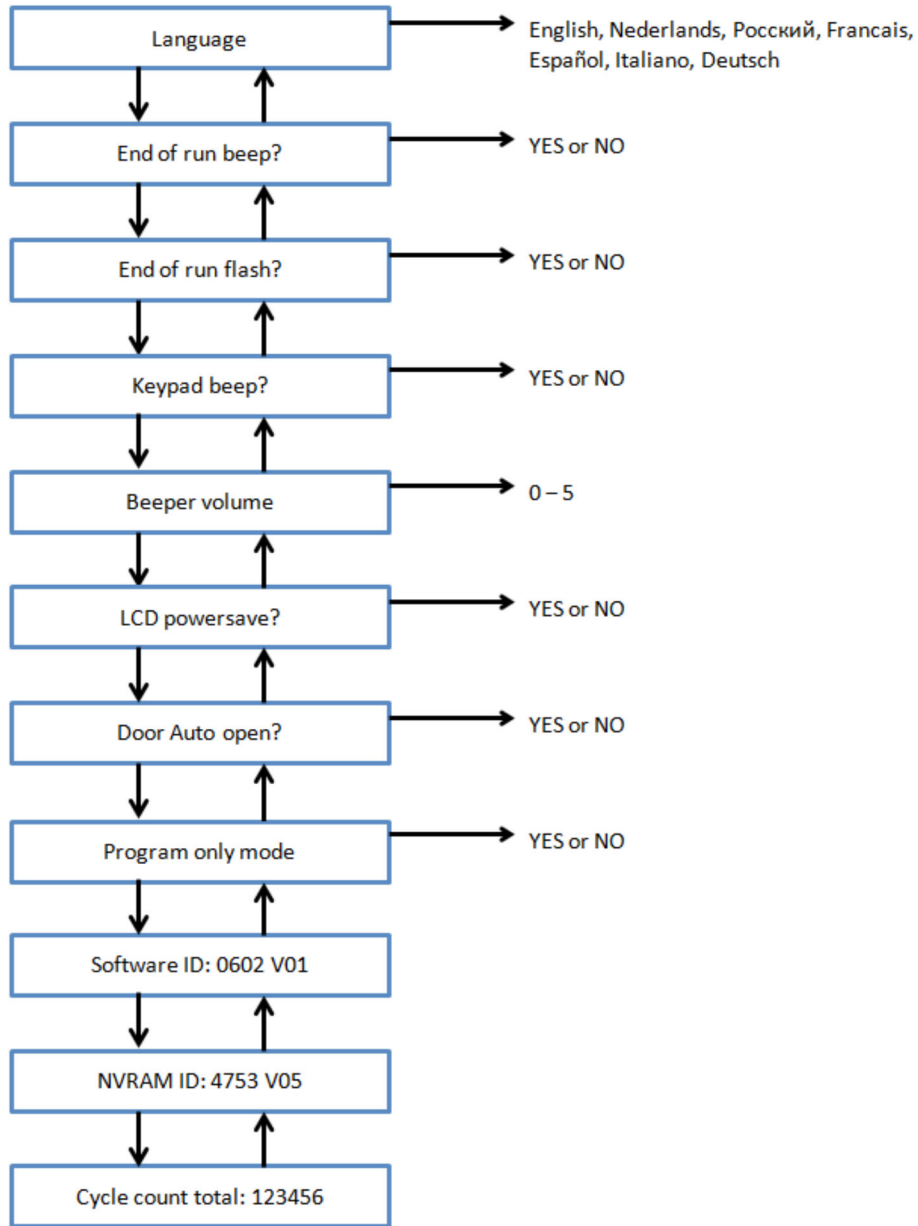 Language
English, Nederlands, Росский, Francais,
Español, Italiano, Deutsch
End of run beep?
YES or NO
End of run flash?
YES or NO
Keypad beep?
YES or NO
Beeper volume
0 – 5
LCD powersave?
YES or NO
Door Auto open?
YES or NO
Program only mode
YES or NO
Software ID: 0602 V01
NVRAM ID: 4753 V05
Cycle count total: 123456